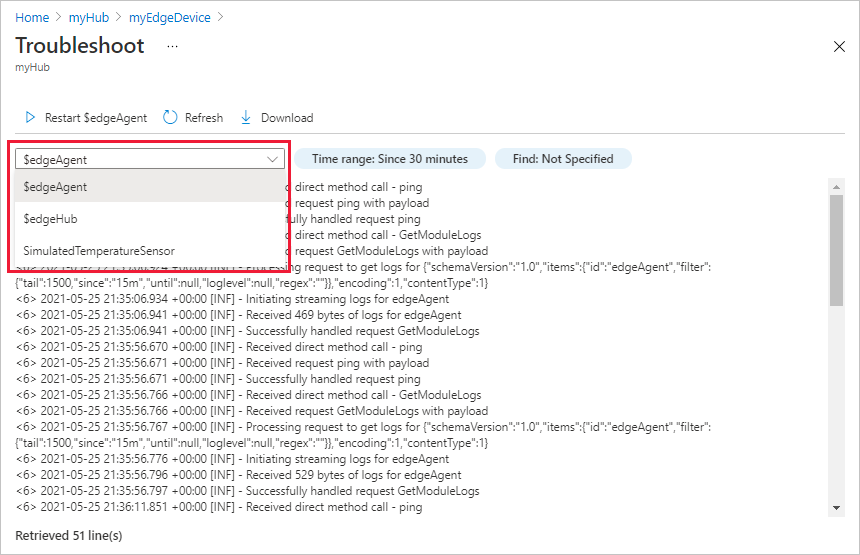 Home > myHub > myEdgeDevice >
Troubleshoot ...
myHub
Restart $edgeAgent Refresh Download
$edgeAgent Time range: Since 30 minutes Find: Not Specified
$edgeAgent
$edgeHub
SimulatedTemperatureSensor
direct method call - ping
request ping with payload
fully handled request ping
direct method call - GetModuleLogs
request GetModuleLogs with payload
- Processing request to get logs for {"schemaVersion":"1.0","items":{"id":"edgeAgent","filter":
{"tail":1500,"since":"15m","until":null,"loglevel":null,"regex":""}},"encoding":1,"contentType":1}
<6> 2021-05-25 21:35:06.934 +00:00 [INF] - Initiating streaming logs for edgeAgent
<6> 2021-05-25 21:35:06.941 +00:00 [INF] - Received 469 bytes of logs for edgeAgent
<6> 2021-05-25 21:35:06.941 +00:00 [INF] - Successfully handled request GetModuleLogs
<6> 2021-05-25 21:35:56.670 +00:00 [INF] - Received direct method call - ping
<6> 2021-05-25 21:35:56.671 +00:00 [INF] - Received request ping with payload
<6> 2021-05-25 21:35:56.671 +00:00 [INF] - Successfully handled request ping
<6> 2021-05-25 21:35:56.766 +00:00 [INF] - Received direct method call - GetModuleLogs
<6> 2021-05-25 21:35:56.766 +00:00 [INF] - Received request GetModuleLogs with payload
<6> 2021-05-25 21:35:56.767 +00:00 [INF] - Processing request to get logs for {"schemaVersion":"1.0","items":{"id":"edgeAgent","filter":
{"tail":1500,"since":"15m","until":null,"loglevel":null,"regex":""}},"encoding":1,"contentType":1}
<6> 2021-05-25 21:35:56.776 +00:00 [INF] - Initiating streaming logs for edgeAgent
<6> 2021-05-25 21:35:56.796 +00:00 [INF] - Received 529 bytes of logs for edgeAgent
<6> 2021-05-25 21:35:56.797 +00:00 [INF] - Successfully handled request GetModuleLogs
<6> 2021-05-25 21:36:11.851 +00:00 [INF] - Received direct method call - ping
Retrieved 51 line(s)